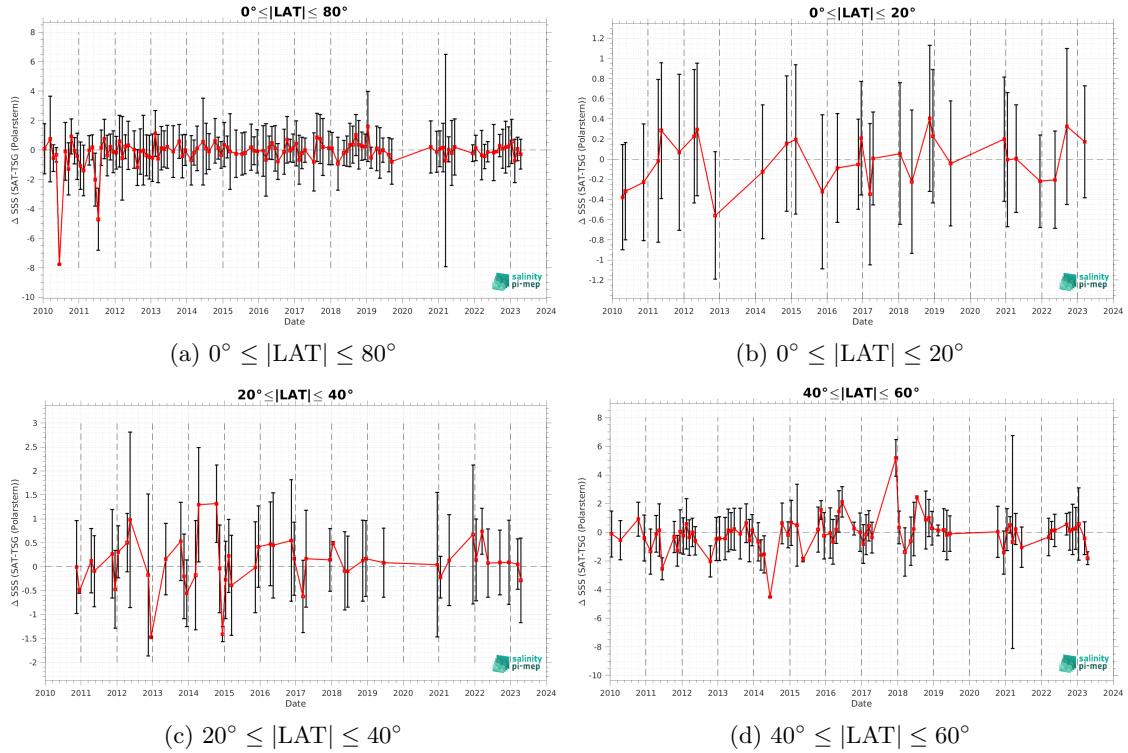 0°≤|LAT|≤ 80°
Δ SSS (SAT-TSG (Polarstern))
8
6
4
2
0
-2
-4
-6
-8
-10
2010 2011 2012 2013 2014 2015 2016 2017 2018 2019 2020 2021 2022 2023 2024
Date
salinity
pi-mep
(a) 0° ≤ |LAT| ≤ 80°
0°≤|LAT|≤ 20°
Δ SSS (SAT-TSG (Polarstern))
1.2
1
0.8
0.6
0.4
0.2
0
-0.2
-0.4
-0.6
-0.8
-1
-1.2
2010 2011 2012 2013 2014 2015 2016 2017 2018 2019 2020 2021 2022 2023 2024
Date
salinity
pi-mep
(b) 0° ≤ |LAT| ≤ 20°
20°≤|LAT|≤ 40°
Δ SSS (SAT-TSG (Polarstern))
3
2.5
2
1.5
1
0.5
0
-0.5
-1
-1.5
-2
2010 2011 2012 2013 2014 2015 2016 2017 2018 2019 2020 2021 2022 2023 2024
Date
salinity
pi-mep
(c) 20° ≤ |LAT| ≤ 40°
40°≤|LAT|≤ 60°
Δ SSS (SAT-TSG (Polarstern))
8
6
4
2
0
-2
-4
-6
-8
-10
2010 2011 2012 2013 2014 2015 2016 2017 2018 2019 2020 2021 2022 2023 2024
Date
salinity
pi-mep
(d) 40° ≤ |LAT| ≤ 60°